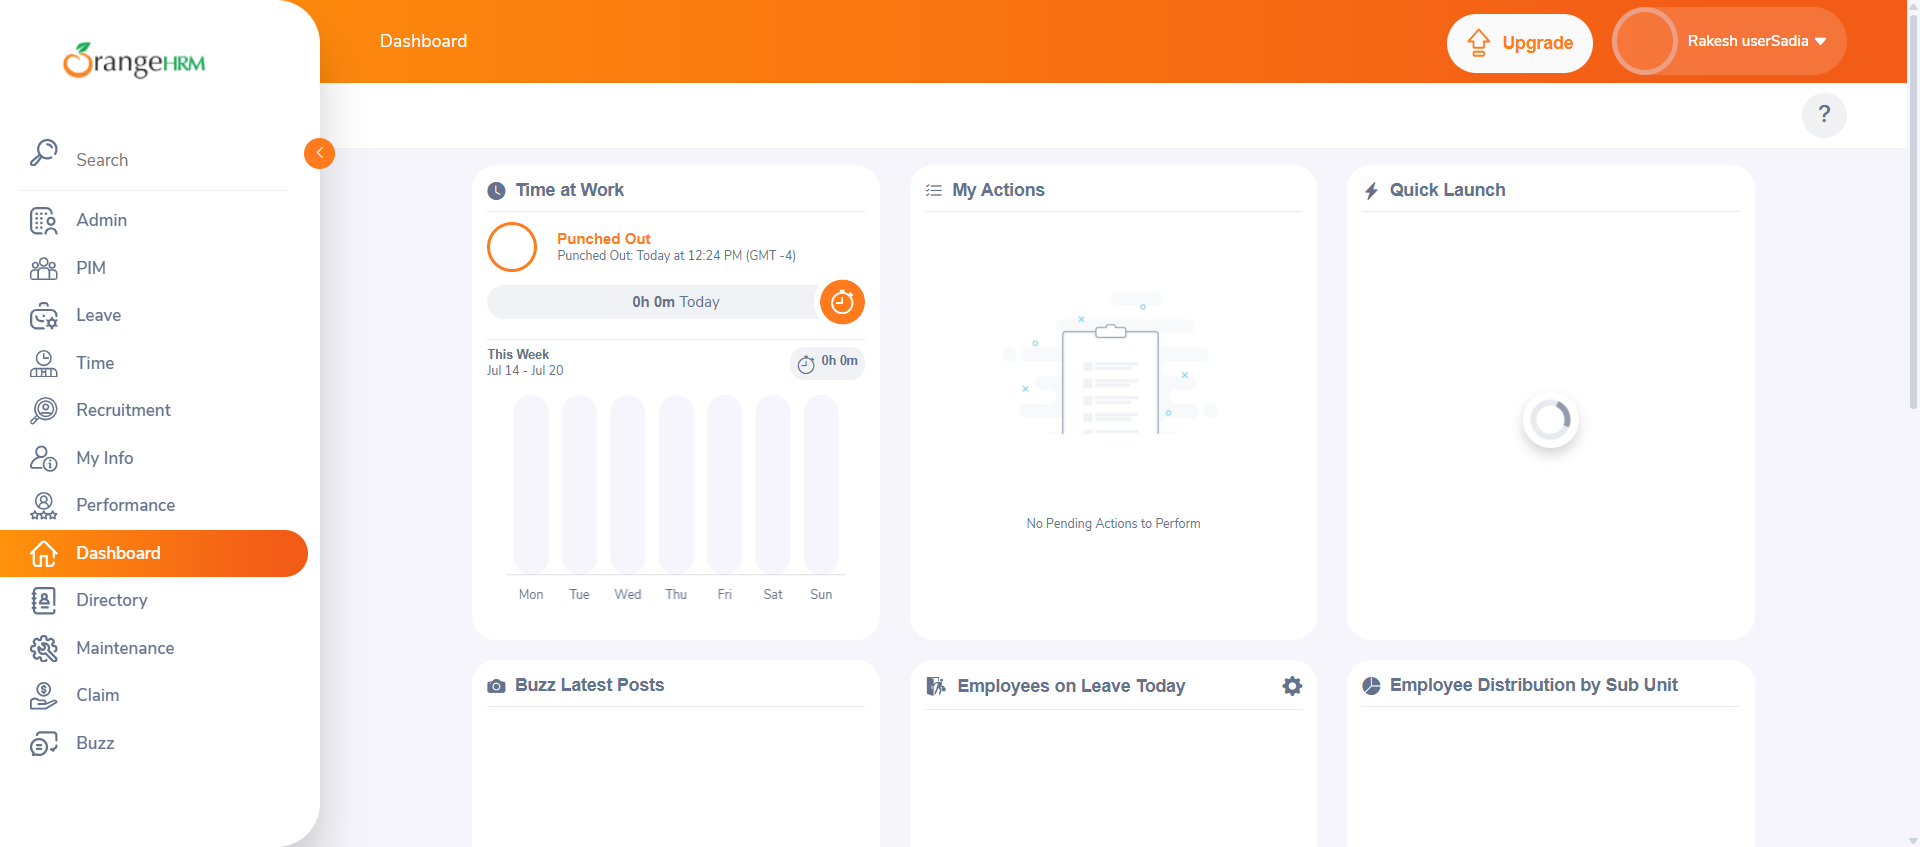 OrangeHRM
Search
Admin
PIM
Leave
Time
Recruitment
My Info
Performance
Dashboard
Directory
Maintenance
Claim
Buzz
Dashboard
Upgrade
Rakesh userSadia
?
Time at Work
Punched Out
Punched Out: Today at 12:24 PM (GMT -4)
0h 0m Today
This Week
Jul 14 - Jul 20
0h 0m
Mon Tue Wed Thu Fri Sat Sun
My Actions
No Pending Actions to Perform
Quick Launch
Buzz Latest Posts
Employees on Leave Today
Employee Distribution by Sub Unit